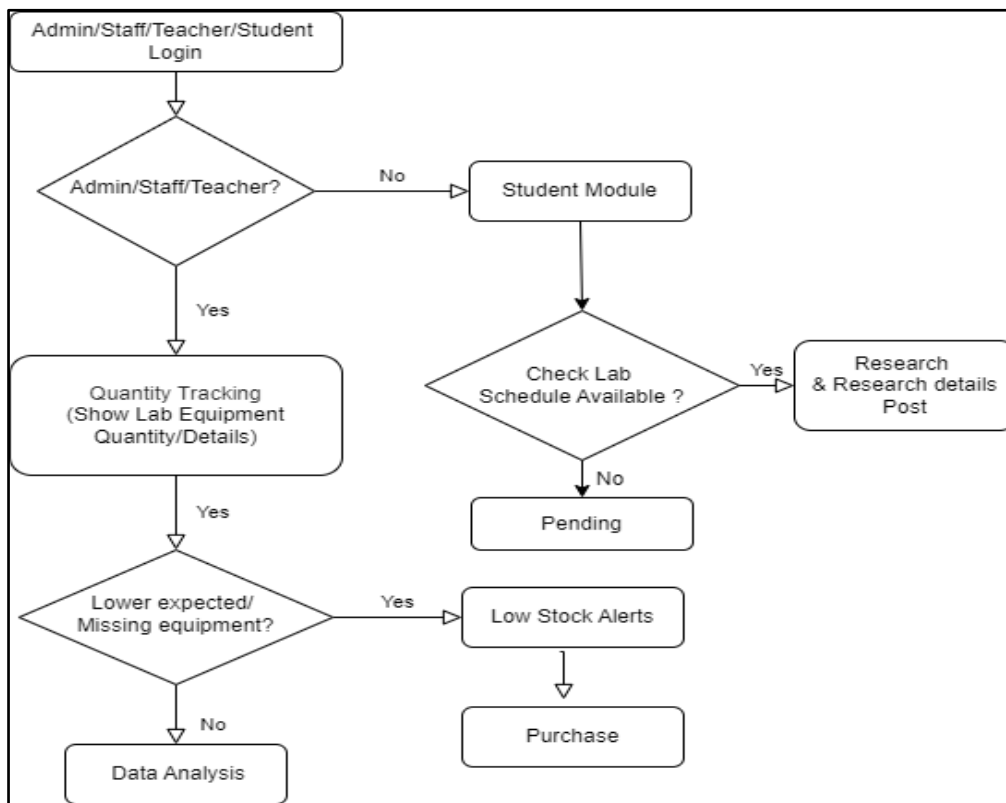 Admin/Staff/Teacher/Student
Login
Admin/Staff/Teacher?
No
Student Module
Yes
Quantity Tracking
(Show Lab Equipment
Quantity/Details)
Check Lab
Schedule Available ?
Yes
Research
& Research details
Post
No
Pending
Yes
Lower expected/
Missing equipment?
Yes
Low Stock Alerts
Purchase
No
Data Analysis